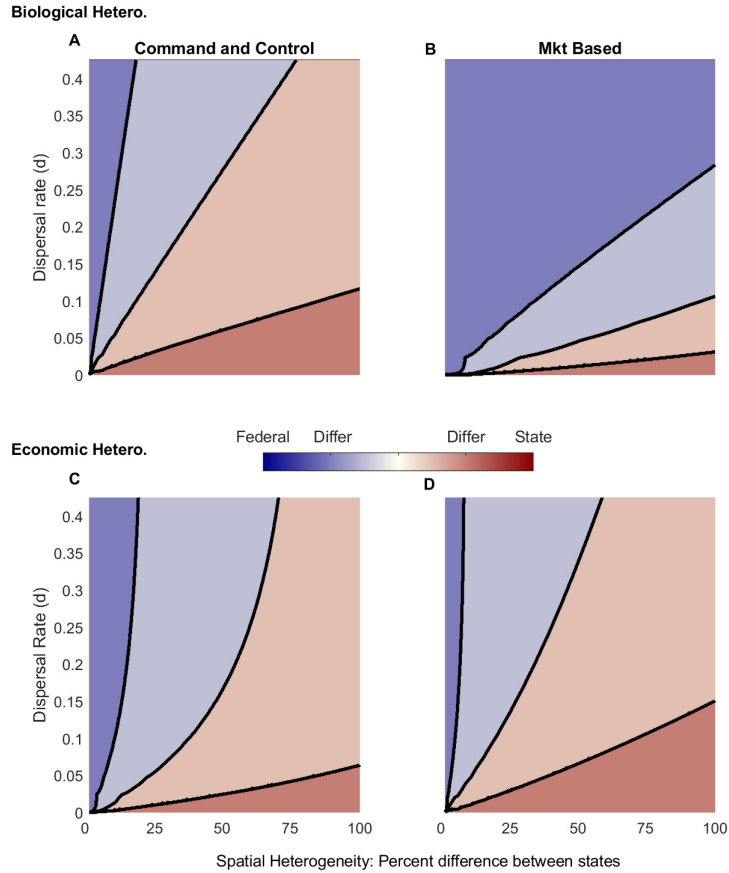 Biological Hetero.
A
Command and Control
B
Mkt Based
0.4
0.35
0.3
0.25
0.2
0.15
0.1
0.05
0
Dispersal rate (d)
Economic Hetero.
Federal Differ Differ State
C
D
0.4
0.35
0.3
0.25
0.2
0.15
0.1
0.05
0
Dispersal Rate (d)
0 25 50 75 100
0 25 50 75 100
Spatial Heterogeneity: Percent difference between states